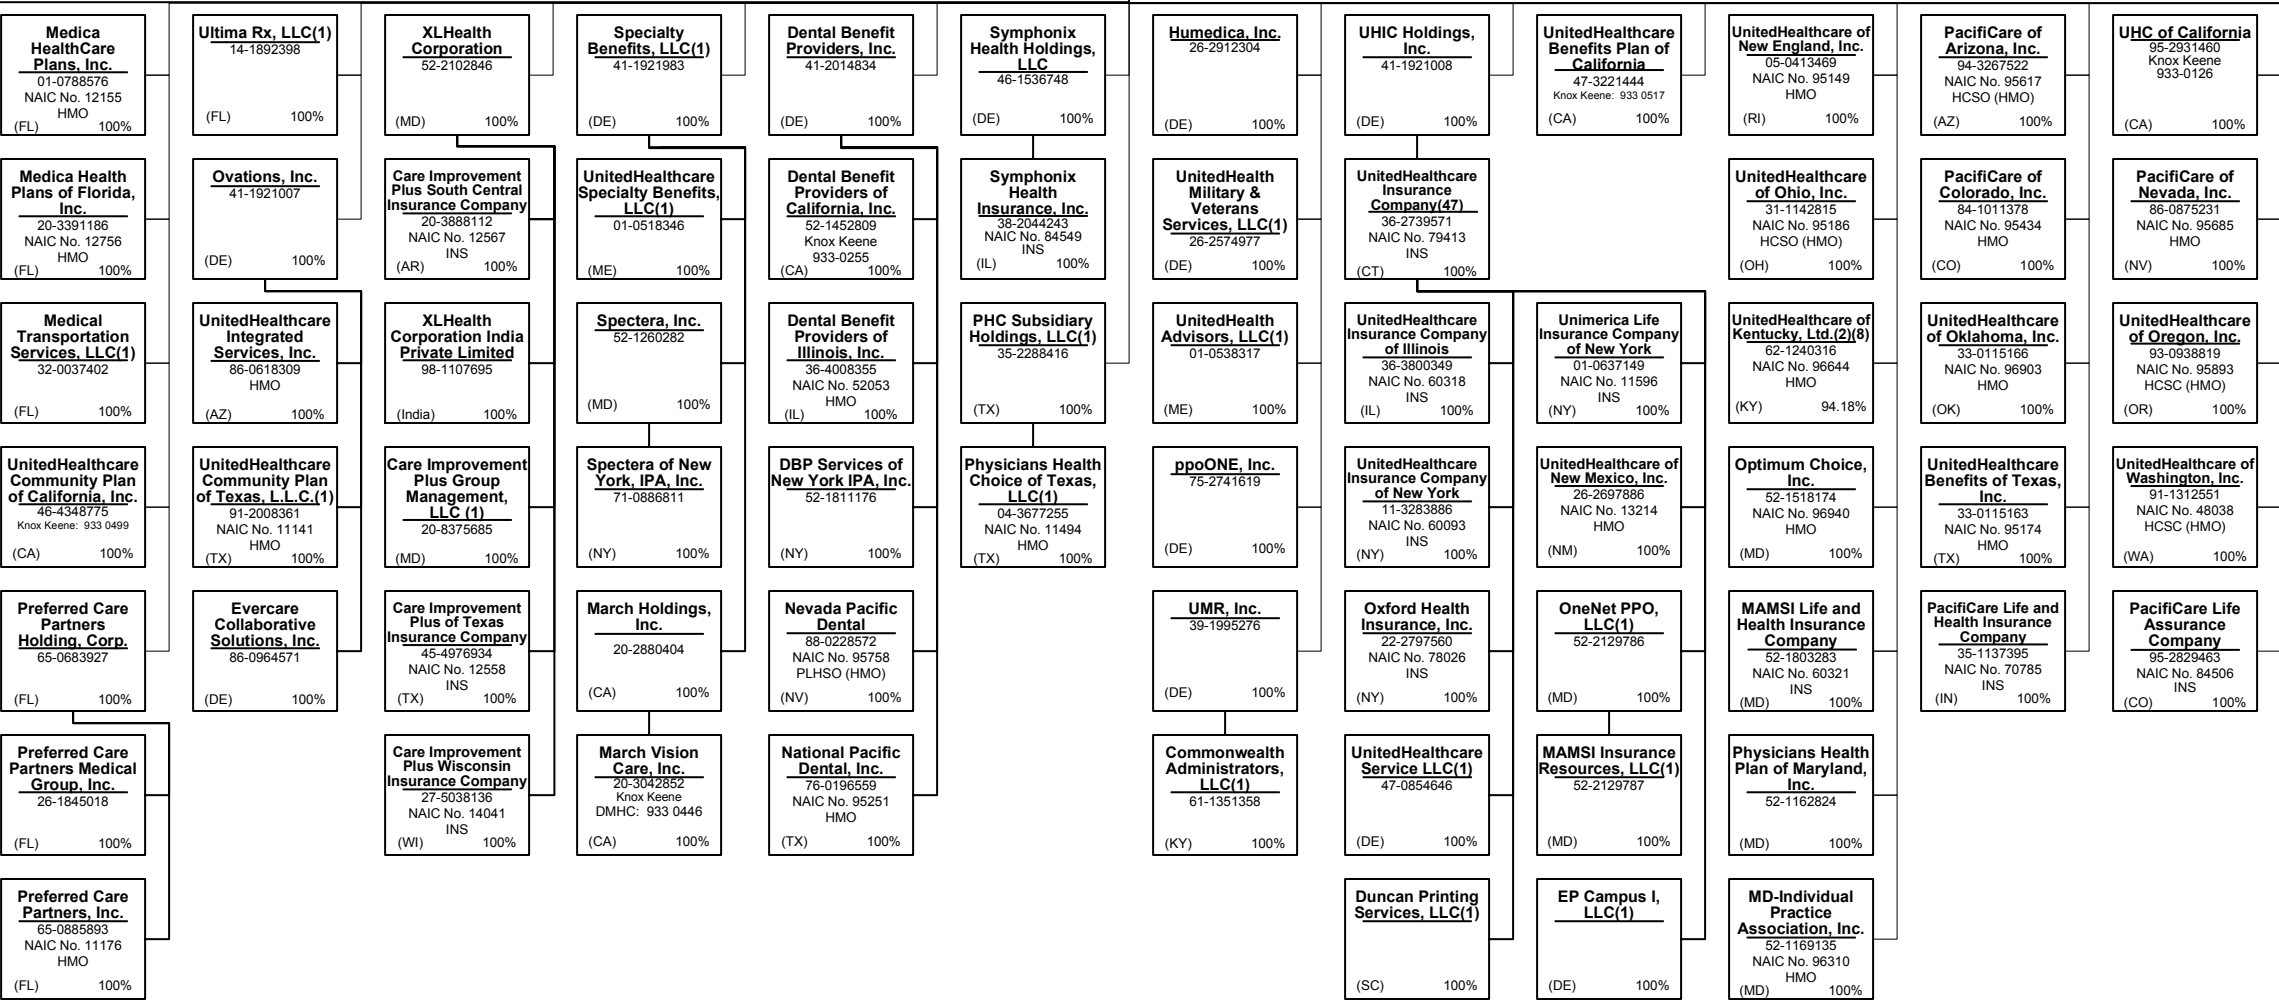 Medica
HealthCare
Plans, Inc.
01-0788576
NAIC No. 12155
HMO
(FL) 100%
Ultima Rx, LLC(1)
14-1892398
(FL) 100%
XLHealth
Corporation
52-2102846
(MD) 100%
Specialty
Benefits, LLC(1)
41-1921983
(DE) 100%
Dental Benefit
Providers, Inc.
41-2014834
(DE) 100%
Symphonix
Health Holdings,
LLC
46-1536748
(DE) 100%
Humedica, Inc.
26-2912304
(DE) 100%
UHIC Holdings,
Inc.
41-1921008
(DE) 100%
UnitedHealthcare
Benefits Plan of
California
47-3221444
Knox Keene: 933 0517
(CA) 100%
UnitedHealthcare of
New England, Inc.
05-0413469
NAIC No. 95149
HMO
(RI) 100%
PacifiCare of
Arizona, Inc.
94-3267522
NAIC No. 95617
HCSO (HMO)
(AZ) 100%
UHC of California
95-2931460
Knox Keene
933-0126
(CA) 100%
Medica Health
Plans of Florida,
Inc.
20-3391186
NAIC No. 12756
HMO
(FL) 100%
Ovations, Inc.
41-1921007
(DE) 100%
Care Improvement
Plus South Central
Insurance Company
20-3888112
NAIC No. 12567
INS
(AR) 100%
UnitedHealthcare
Specialty Benefits,
LLC(1)
01-0518346
(ME) 100%
Dental Benefit
Providers of
California, Inc.
52-1452809
Knox Keene
933-0255
(CA) 100%
Symphonix
Health
Insurance, Inc.
38-2044243
NAIC No. 84549
INS
(IL) 100%
UnitedHealth
Military &
Veterans
Services, LLC(1)
26-2574977
(DE) 100%
UnitedHealthcare
Insurance
Company(47)
36-2739571
NAIC No. 79413
INS
(CT) 100%
UnitedHealthcare
of Ohio, Inc.
31-1142815
NAIC No. 95186
HCSO (HMO)
(OH) 100%
PacifiCare of
Colorado, Inc.
84-1011378
NAIC No. 95434
HMO
(CO) 100%
PacifiCare of
Nevada, Inc.
86-0875231
NAIC No. 95685
HMO
(NV) 100%
Medical
Transportation
Services, LLC(1)
32-0037402
(FL) 100%
UnitedHealthcare
Integrated
Services, Inc.
86-0618309
HMO
(AZ) 100%
XLHealth
Corporation India
Private Limited
98-1107695
(India) 100%
Spectera, Inc.
52-1260282
(MD) 100%
Dental Benefit
Providers of
Illinois, Inc.
36-4008355
NAIC No. 52053
HMO
(IL) 100%
PHC Subsidiary
Holdings, LLC(1)
35-2288416
(TX) 100%
UnitedHealth
Advisors, LLC(1)
01-0538317
(ME) 100%
UnitedHealthcare
Insurance Company
of Illinois
36-3800349
NAIC No. 60318
INS
(IL) 100%
Unimerica Life
Insurance Company
of New York
01-0637149
NAIC No. 11596
INS
(NY) 100%
UnitedHealthcare of
Kentucky, Ltd.(2)(8)
62-1240316
NAIC No. 96644
HMO
(KY) 94.18%
UnitedHealthcare
of Oklahoma, Inc.
33-0115166
NAIC No. 96903
HMO
(OK) 100%
UnitedHealthcare
of Oregon, Inc.
93-0938819
NAIC No. 95893
HCSC (HMO)
(OR) 100%
UnitedHealthcare
Community Plan
of California, Inc.
46-4348775
Knox Keene: 933 0499
(CA) 100%
UnitedHealthcare
Community Plan
of Texas, L.L.C.(1)
91-2008361
NAIC No. 11141
HMO
(TX) 100%
Care Improvement
Plus Group
Management,
LLC (1)
20-8375685
(MD) 100%
Spectera of New
York, IPA, Inc.
71-0886811
(NY) 100%
DBP Services of
New York IPA, Inc.
52-1811176
(NY) 100%
Physicians Health
Choice of Texas,
LLC(1)
04-3677255
NAIC No. 11494
HMO
(TX) 100%
ppoONE, Inc.
75-2741619
(DE) 100%
UnitedHealthcare
Insurance Company
of New York
11-3283886
NAIC No. 60093
INS
(NY) 100%
UnitedHealthcare of
New Mexico, Inc.
26-2697886
NAIC No. 13214
HMO
(NM) 100%
Optimum Choice,
Inc.
52-1518174
NAIC No. 96940
HMO
(MD) 100%
UnitedHealthcare
Benefits of Texas,
Inc.
33-0115163
NAIC No. 95174
HMO
(TX) 100%
UnitedHealthcare of
Washington, Inc.
91-1312551
NAIC No. 48038
HCSC (HMO)
(WA) 100%
Preferred Care
Partners
Holding, Corp.
65-0683927
(FL) 100%
Evercare
Collaborative
Solutions, Inc.
86-0964571
(DE) 100%
Care Improvement
Plus of Texas
Insurance Company
45-4976934
NAIC No. 12558
INS
(TX) 100%
March Holdings,
Inc.
20-2880404
(CA) 100%
Nevada Pacific
Dental
88-0228572
NAIC No. 95758
PLHSO (HMO)
(NV) 100%
UMR, Inc.
39-1995276
(DE) 100%
Oxford Health
Insurance, Inc.
22-2797560
NAIC No. 78026
INS
(NY) 100%
OneNet PPO,
LLC(1)
52-2129786
(MD) 100%
MAMSI Life and
Health Insurance
Company
52-1803283
NAIC No. 60321
INS
(MD) 100%
PacifiCare Life and
Health Insurance
Company
35-1137395
NAIC No. 70785
INS
(IN) 100%
PacifiCare Life
Assurance
Company
95-2829463
NAIC No. 84506
INS
(CO) 100%
Preferred Care
Partners Medical
Group, Inc.
26-1845018
(FL) 100%
Care Improvement
Plus Wisconsin
Insurance Company
27-5038136
NAIC No. 14041
INS
(WI) 100%
March Vision
Care, Inc.
20-3042852
Knox Keene
DMHC: 933 0446
(CA) 100%
National Pacific
Dental, Inc.
76-0196559
NAIC No. 95251
HMO
(TX) 100%
Commonwealth
Administrators,
LLC(1)
61-1351358
(KY) 100%
UnitedHealthcare
Service LLC(1)
47-0854646
(DE) 100%
MAMSI Insurance
Resources, LLC(1)
52-2129787
(MD) 100%
Physicians Health
Plan of Maryland,
Inc.
52-1162824
(MD) 100%
Preferred Care
Partners, Inc.
65-0885893
NAIC No. 11176
HMO
(FL) 100%
Duncan Printing
Services, LLC(1)
(SC) 100%
EP Campus I,
LLC(1)
(DE) 100%
MD-Individual
Practice
Association, Inc.
52-1169135
NAIC No. 96310
HMO
(MD) 100%